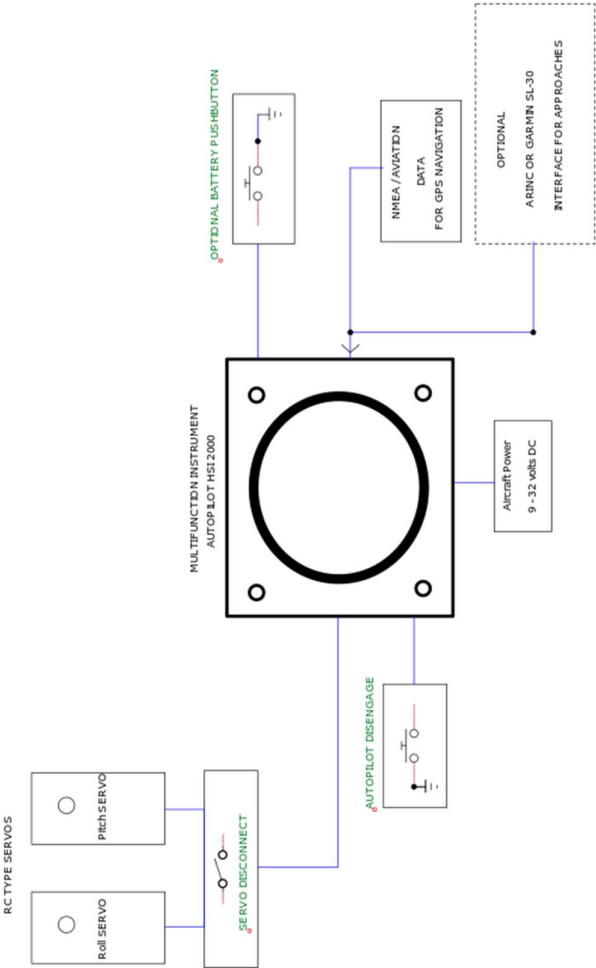 RC TYPE SERVOS
Roll SERVO
Pitch SERVO
SERVO DISCONNECT
MULTIFUNCTION INSTRUMENT
AUTOPILOT HSI 2000
OPTIONAL BATTERY PUSHBUTTON
AUTOPILOT DISENGAGE
NMEA / AVIATION
DATA
FOR GPS NAVIGATION
Aircraft Power
9 - 32 volts DC
OPTIONAL
ARINC OR GARMIN SL-30
INTERFACE FOR APPROACHES